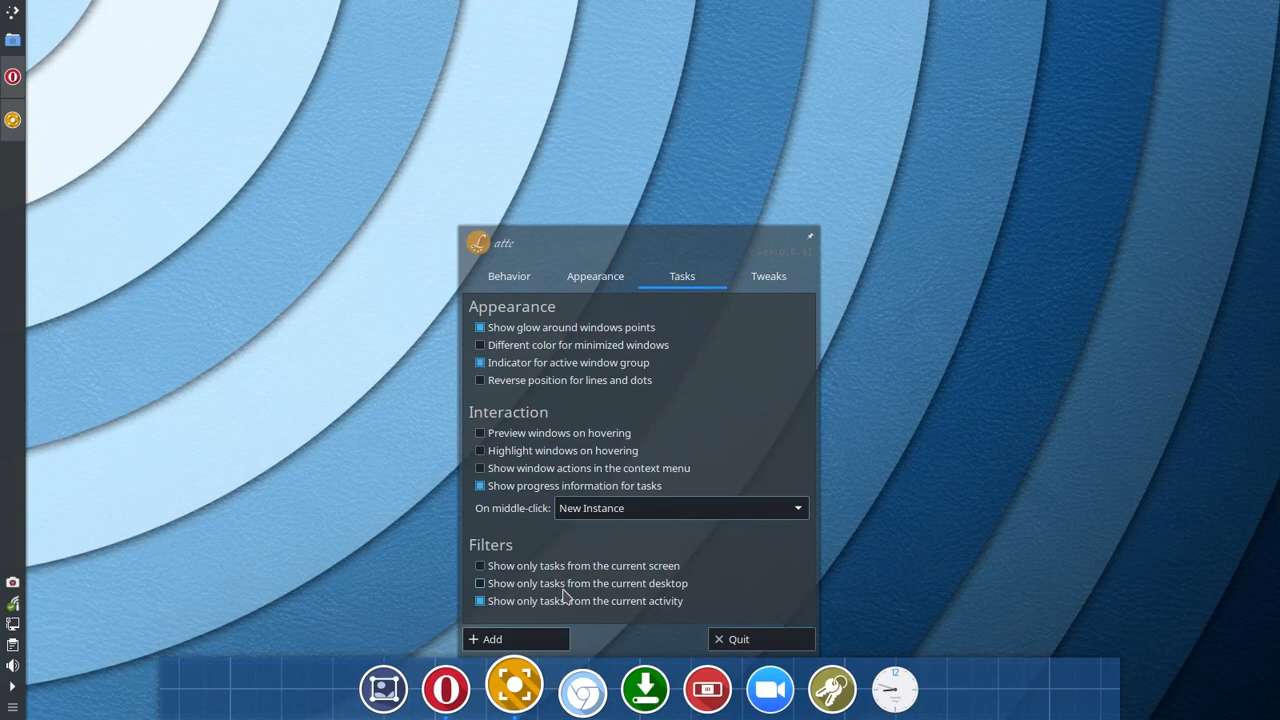 Latte
Behavior Appearance Tasks Tweaks
Appearance
Show glow around windows points
Different color for minimized windows
Indicator for active window group
Reverse position for lines and dots
Interaction
Preview windows on hovering
Highlight windows on hovering
Show window actions in the context menu
Show progress information for tasks
On middle-click: New Instance
Filters
Show only tasks from the current screen
Show only tasks from the current desktop
Show only tasks from the current activity
+ Add × Quit
12